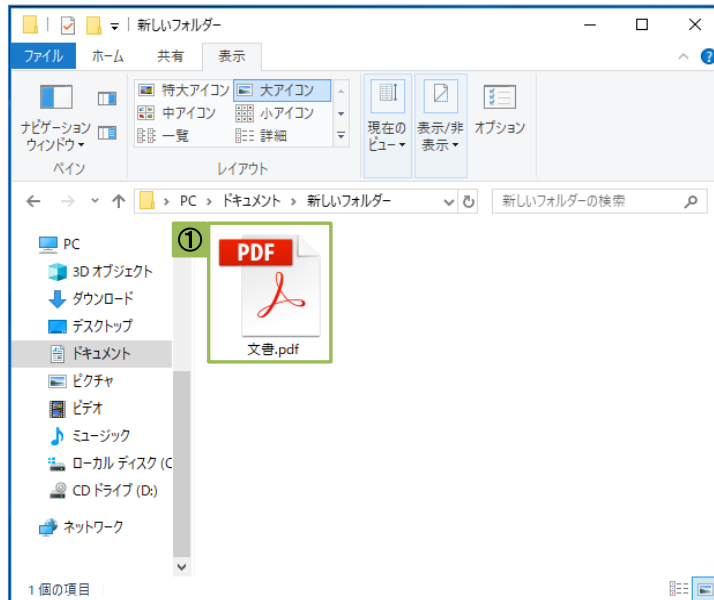 新しいフォルダー
ファイル ホーム 共有 表示
特大アイコン 大アイコン
中アイコン 小アイコン
一覧 詳細
ナビゲーション
ウィンドウ
現在の
ビュー
表示/非
表示
オプション
ペイン レイアウト
PC ドキュメント 新しいフォルダー 新しいフォルダーの検索
PC
3D オブジェクト
ダウンロード
デスクトップ
ドキュメント
ピクチャ
ビデオ
ミュージック
ローカル ディスク (C
CD ドライブ (D:)
ネットワーク
①
PDF
文書.pdf
1 個の項目